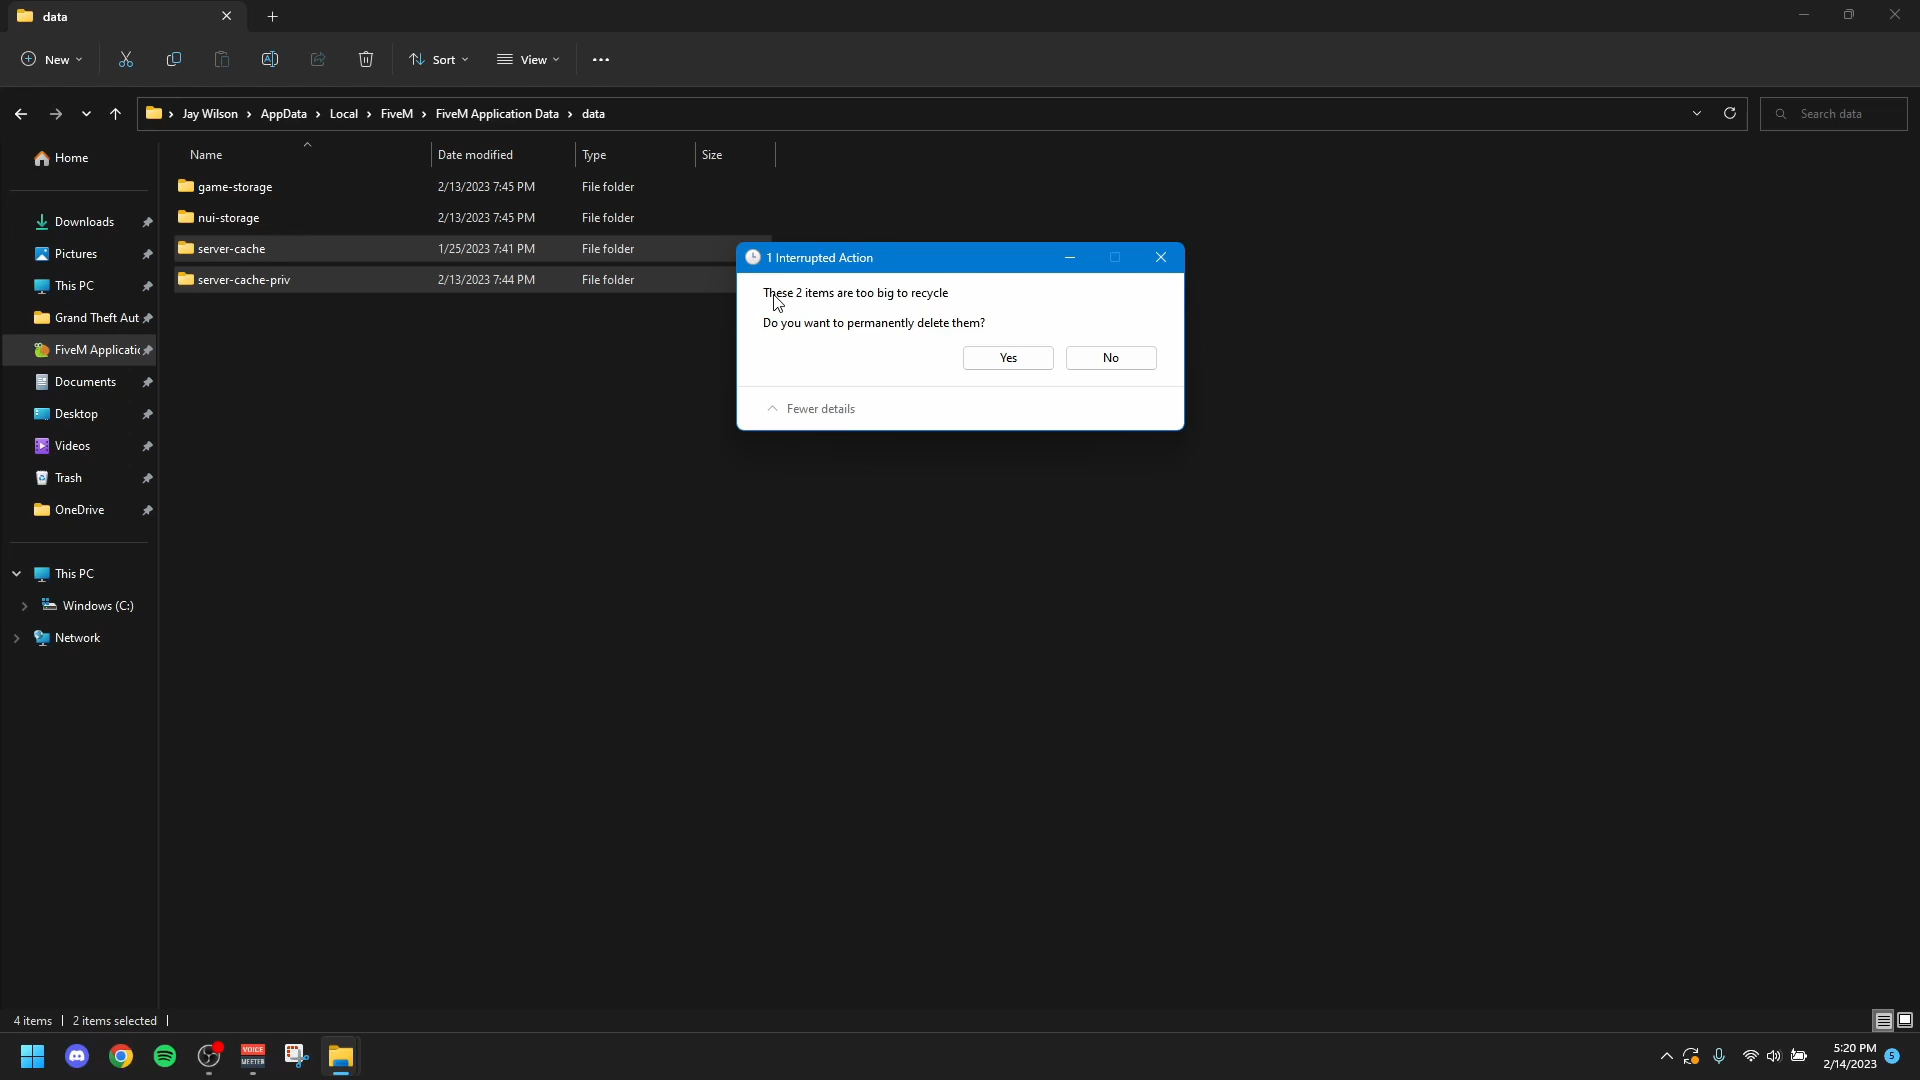 data
New
Sort
View
Jay Wilson > AppData > Local > FiveM > FiveM Application Data > data
Search data
Name
Date modified
Type
Size
game-storage 2/13/2023 7:45 PM File folder
nui-storage 2/13/2023 7:45 PM File folder
server-cache 1/25/2023 7:41 PM File folder
server-cache-priv 2/13/2023 7:44 PM File folder
Home
Downloads
Pictures
This PC
Grand Theft Aut
FiveM Applicatic
Documents
Desktop
Videos
Trash
OneDrive
This PC
Windows (C:)
Network
1 Interrupted Action
These 2 items are too big to recycle
Do you want to permanently delete them?
Yes
No
Fewer details
4 items
2 items selected
VOICE
MEETER
5:20 PM
2/14/2023
5